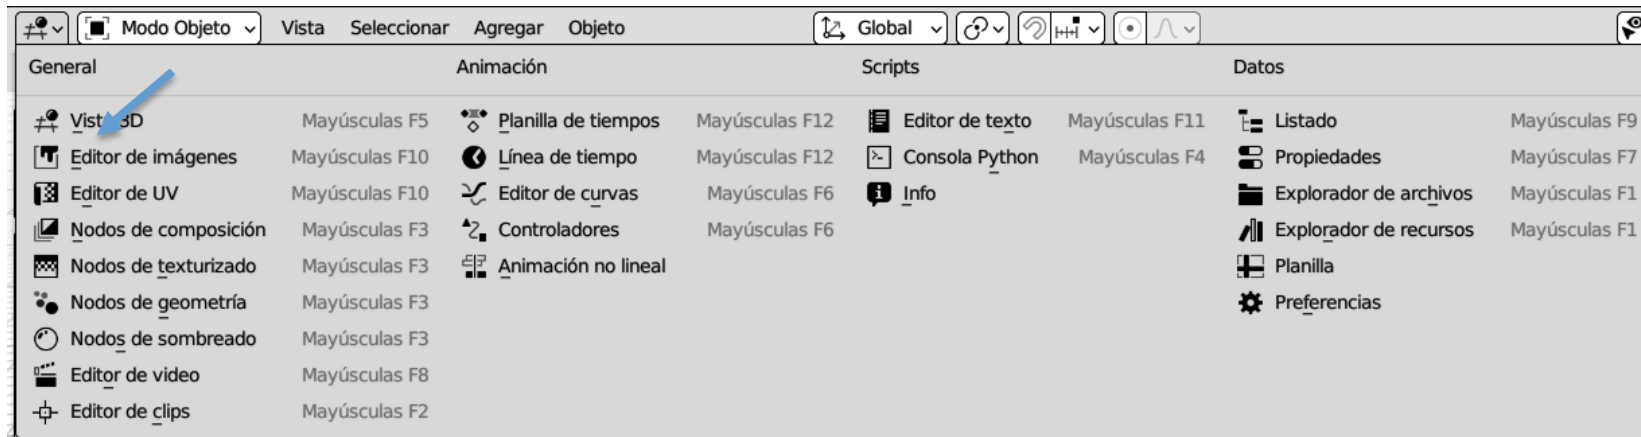 Modo Objeto Vista Seleccionar Agregar Objeto Global
General
Vista 3D Mayúsculas F5
Editor de imágenes Mayúsculas F10
Editor de UV Mayúsculas F10
Nodos de composición Mayúsculas F3
Nodos de texturizado Mayúsculas F3
Nodos de geometría Mayúsculas F3
Nodos de sombreado Mayúsculas F3
Editor de video Mayúsculas F8
Editor de clips Mayúsculas F2
Animación
Planilla de tiempos Mayúsculas F12
Línea de tiempo Mayúsculas F12
Editor de curvas Mayúsculas F6
Controladores Mayúsculas F6
Animación no lineal
Scripts
Editor de texto Mayúsculas F11
Consola Python Mayúsculas F4
Info
Datos
Listado Mayúsculas F9
Propiedades Mayúsculas F7
Explorador de archivos Mayúsculas F1
Explorador de recursos Mayúsculas F1
Planilla
Preferencias